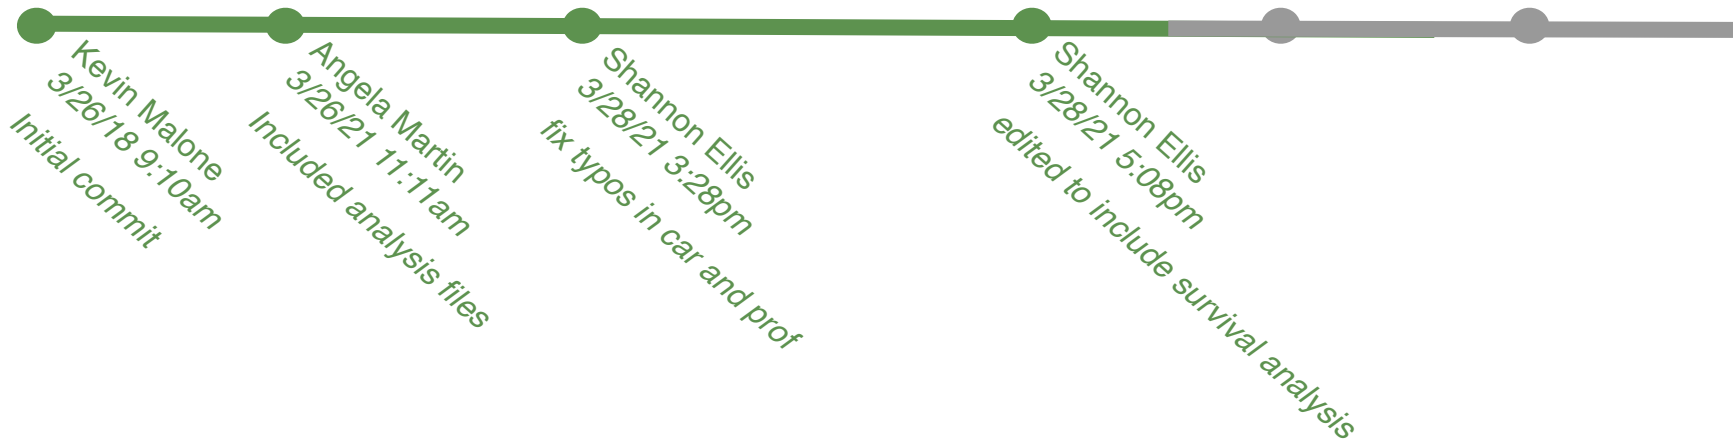 Kevin Malone
3/26/18 9:10am
Initial commit
Angela Martin
3/26/21 11:11am
Included analysis files
Shannon Ellis
3/28/21 3:28pm
fix typos in car and prof
Shannon Ellis
3/28/21 5:08pm
edited to include survival analysis